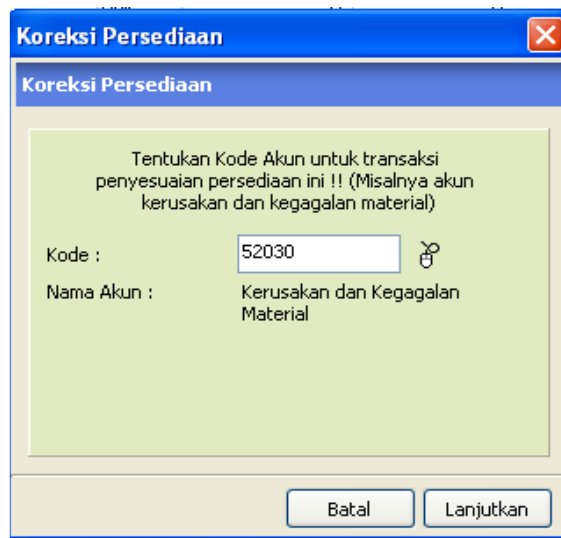 Koreksi Persediaan
Koreksi Persediaan
Tentukan Kode Akun untuk transaksi
penyesuaian persediaan ini !! (Misalnya akun
kerusakan dan kegagalan material)
Kode : 52030
Nama Akun : Kerusakan dan Kegagalan
Material
Batal Lanjutkan